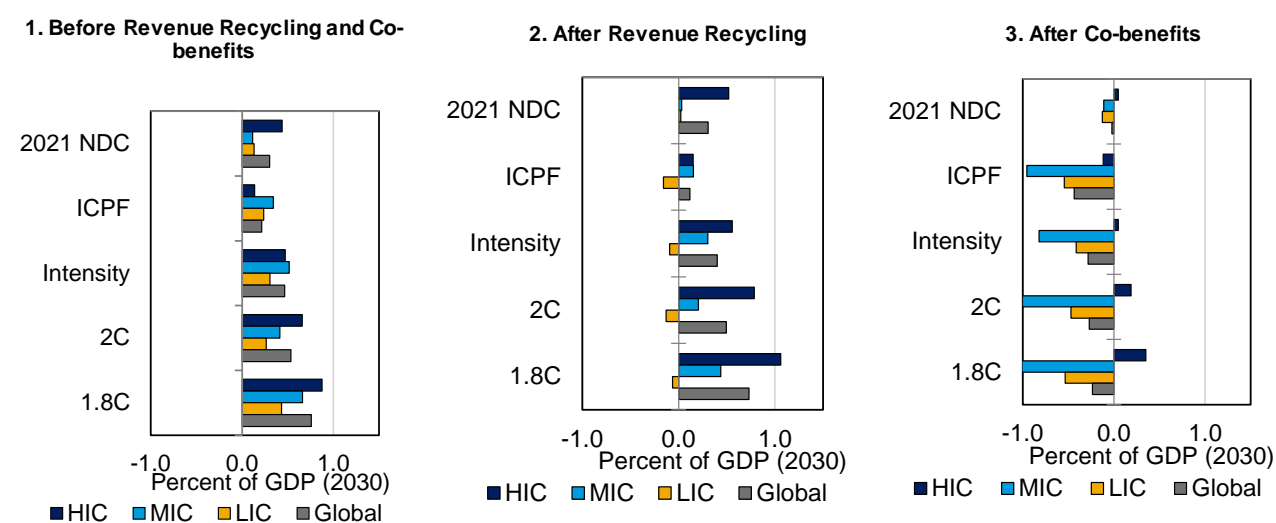 1. Before Revenue Recycling and Co-
benefits
2021 NDC
ICPF
Intensity
2C
1.8C
-1.0 0.0 1.0
Percent of GDP (2030)
HIC MIC LIC Global
2. After Revenue Recycling
2021 NDC
ICPF
Intensity
2C
1.8C
-1.0 0.0 1.0
Percent of GDP (2030)
HIC MIC LIC Global
3. After Co-benefits
2021 NDC
ICPF
Intensity
2C
1.8C
-1.0 0.0 1.0
Percent of GDP (2030)
HIC MIC LIC Global